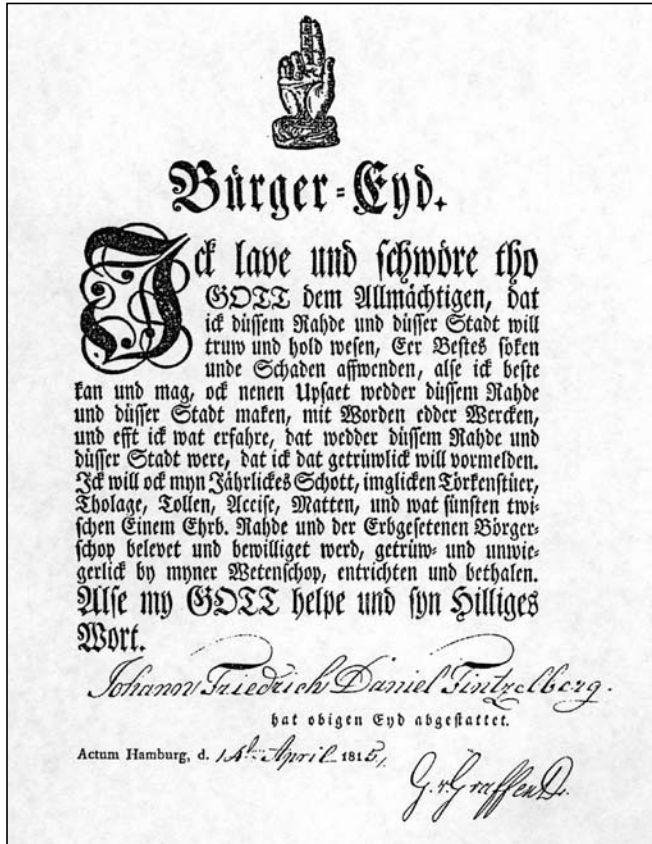 Bürger-Eyd.
Ick lave und schwöre tho
GOTT dem Allmächtigen, dat
ick düssem Rahde und düsser Stadt will
truw und hold wesen, Eer Bestes soken
unde Schaden affwenden, alse ick beste
kan und mag, ock nenen Upsaet wedder düssem Rahde
und düsser Stadt maken, mit Worden edder Wercken,
und efft ick wat erfahre, dat wedder düssem Rahde und
düsser Stadt were, dat ick dat getrüwlick will vormelden.
Ick will ock myn Jährlickes Schott, imglicken Törkenstüer,
Tholage, Tollen, Accise, Matten, und wat sünsten twi-
schen Einem Ehrb. Rahde und der Erbgesetenen Börger-
schop belevet und bewilliget werd, getrüw- und unwie-
gerlick by myner Wetenschop, entrichten und bethalen.
Alse my GOTT helpe und syn Hilliges
Wort.
Johann Friedrich Daniel Fintzelberg.
hat obigen Eyd abgestattet.
Actum Hamburg, d. April 1815,
G. v. Graffen Dr.